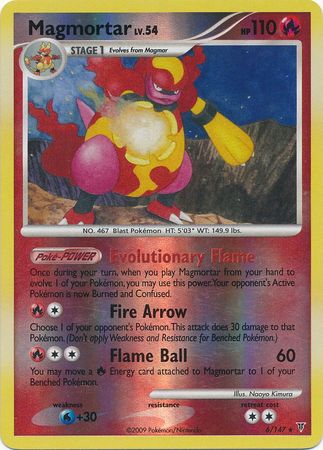 Magmortar LV.54 HP 110
STAGE 1 Evolves from Magmar
NO. 467 Blast Pokémon HT: 5'03" WT: 149.9 lbs.
Poké-POWER Evolutionary Flame
Once during your turn, when you play Magmortar from your hand to
evolve 1 of your Pokémon, you may use this power. Your opponent's Active
Pokémon is now Burned and Confused.
Fire Arrow
Choose 1 of your opponent's Pokémon. This attack does 30 damage to that
Pokémon. (Don't apply Weakness and Resistance for Benched Pokémon.)
Flame Ball 60
You may move a Energy card attached to Magmortar to 1 of your
Benched Pokémon.
Illus. Naoyo Kimura
weakness resistance retreat cost
+30
6/147 ★
©2009 Pokémon/Nintendo